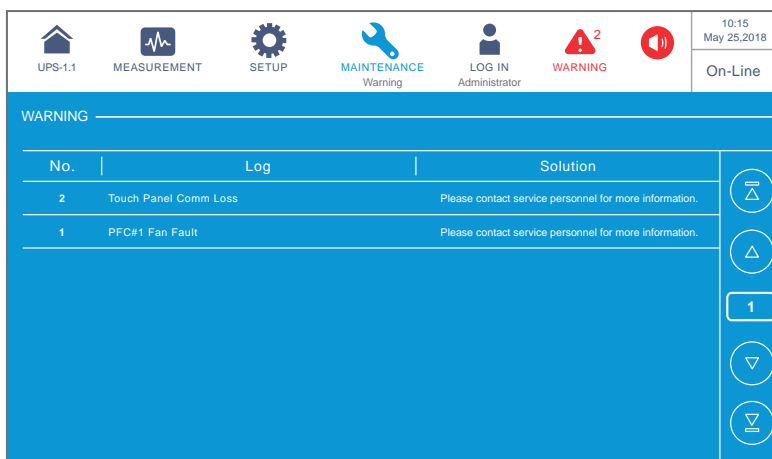 10:15
May 25,2018
2
UPS-1.1 MEASUREMENT SETUP MAINTENANCE LOG IN WARNING
Warning Administrator
On-Line
WARNING
No. Log Solution
2 Touch Panel Comm Loss Please contact service personnel for more information.
1 PFC#1 Fan Fault Please contact service personnel for more information.
1